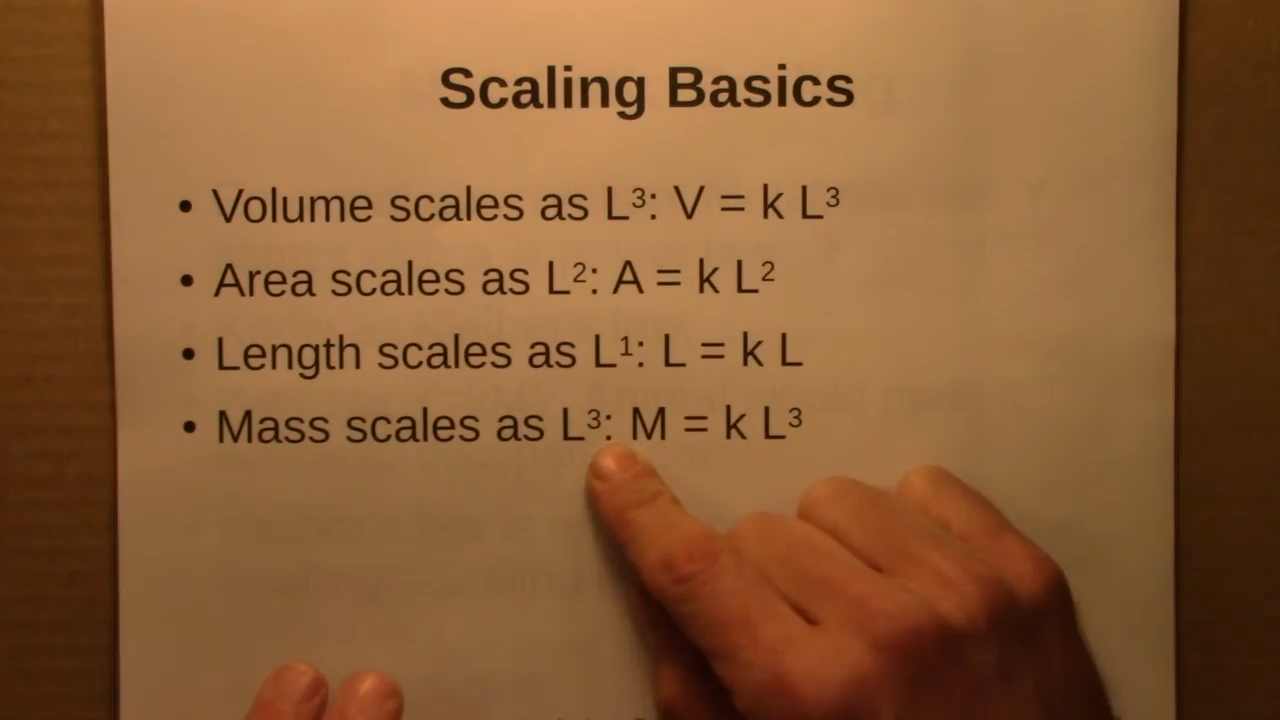 Scaling Basics
• Volume scales as L³: V = k L³
• Area scales as L²: A = k L²
• Length scales as L¹: L = k L
• Mass scales as L³: M = k L³